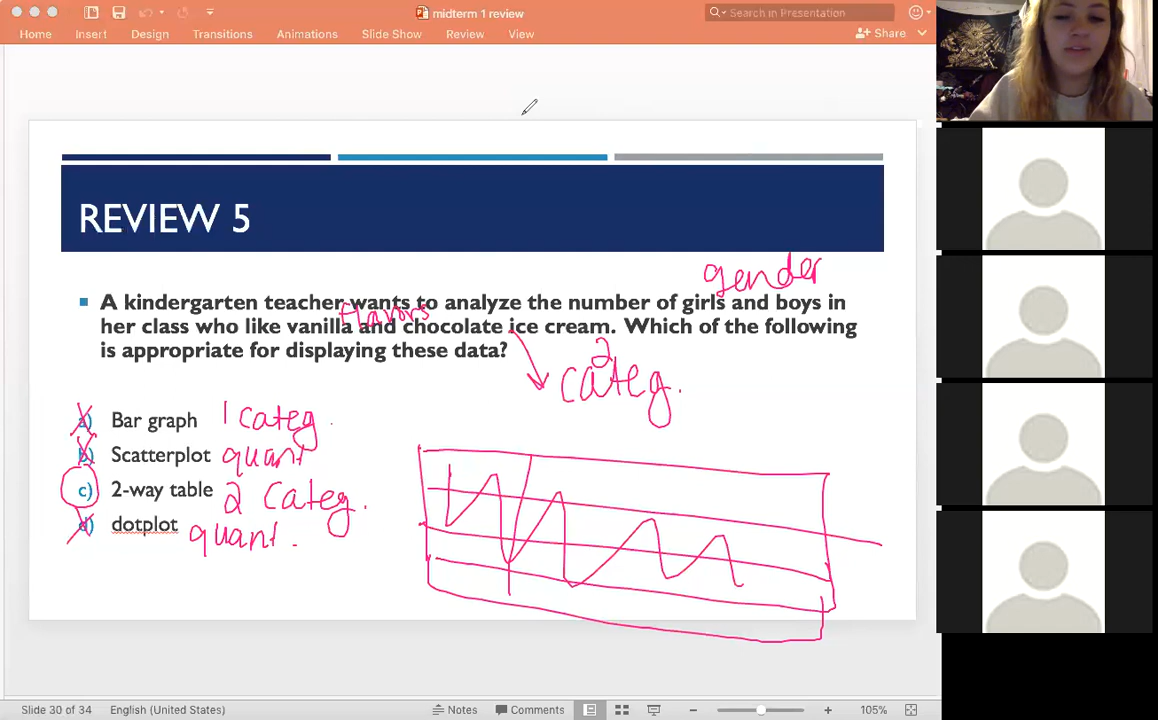 midterm 1 review
Search in Presentation
Home Insert Design Transitions Animations Slide Show Review View
Share
REVIEW 5
gender
A kindergarten teacher wants to analyze the number of girls and boys in
flavors
her class who like vanilla and chocolate ice cream. Which of the following
is appropriate for displaying these data?
2
categ.
a) Bar graph 1 categ.
b) Scatterplot quant
c) 2-way table 2 categ.
d) dotplot quant.
Slide 30 of 34 English (United States) Notes Comments 105%